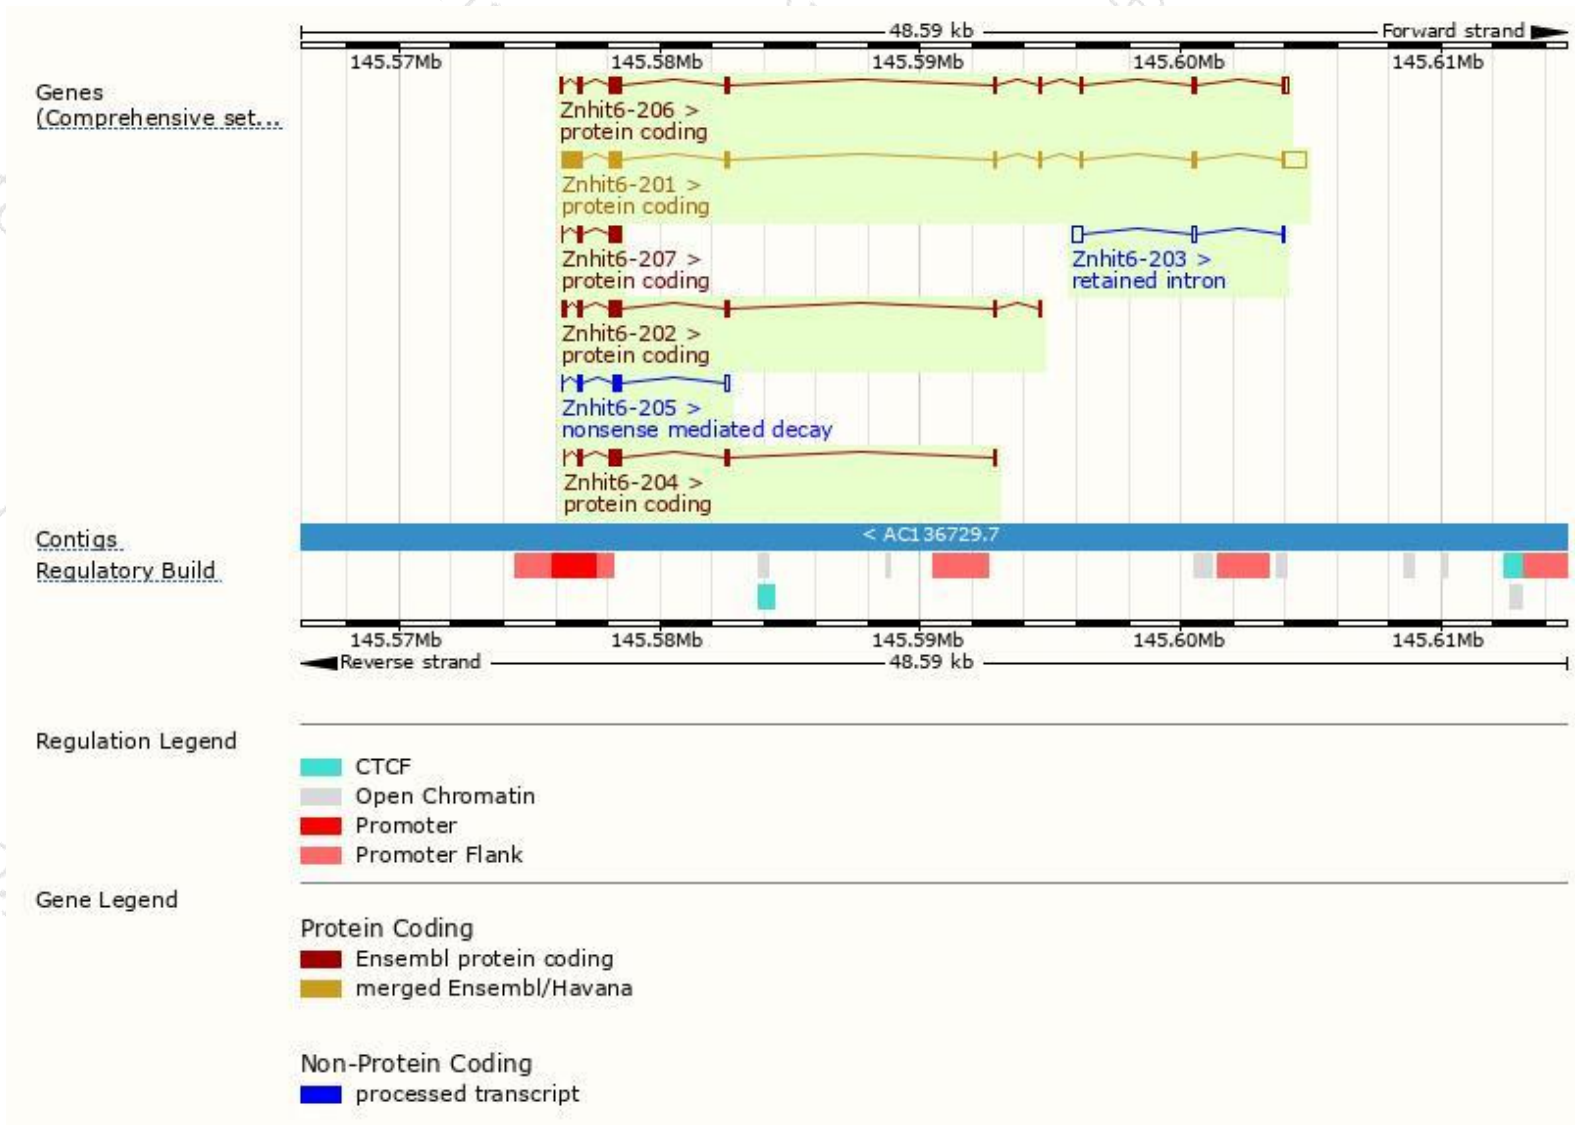 48.59 kb
Forward strand
145.57Mb 145.58Mb 145.59Mb 145.60Mb 145.61Mb
Genes
(Comprehensive set...
Znhit6-206 >
protein coding
Znhit6-201 >
protein coding
Znhit6-207 >
protein coding
Znhit6-203 >
retained intron
Znhit6-202 >
protein coding
Znhit6-205 >
nonsense mediated decay
Znhit6-204 >
protein coding
Contigs
< AC136729.7
Regulatory Build
145.57Mb 145.58Mb 145.59Mb 145.60Mb 145.61Mb
Reverse strand
48.59 kb
Regulation Legend
CTCF
Open Chromatin
Promoter
Promoter Flank
Gene Legend
Protein Coding
Ensembl protein coding
merged Ensembl/Havana
Non-Protein Coding
processed transcript